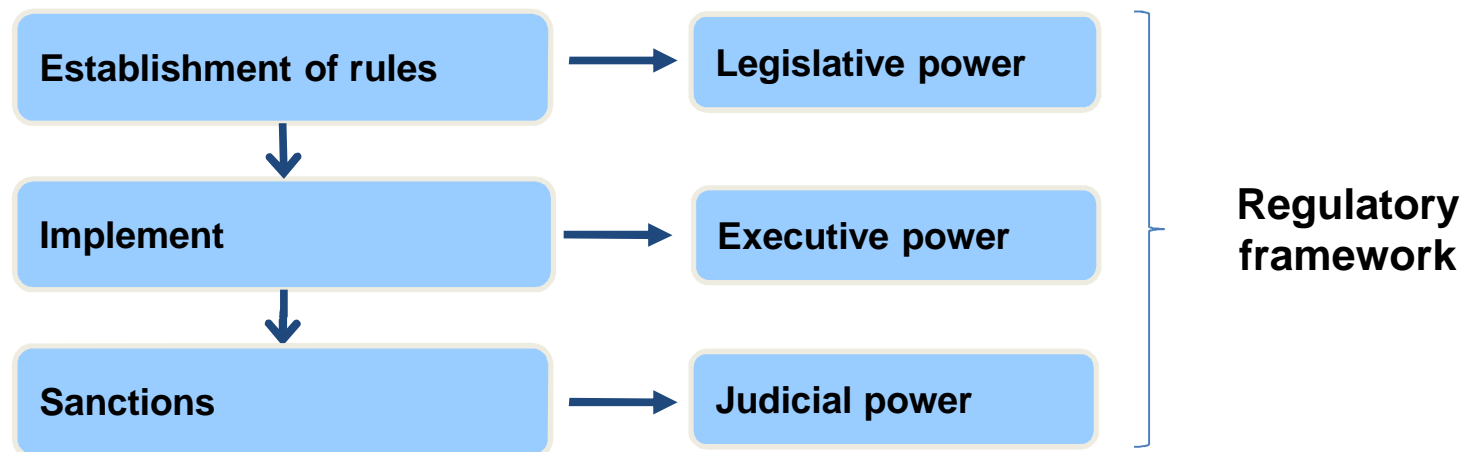 Establishment of rules
Legislative power
Implement
Executive power
Sanctions
Judicial power
Regulatory
framework